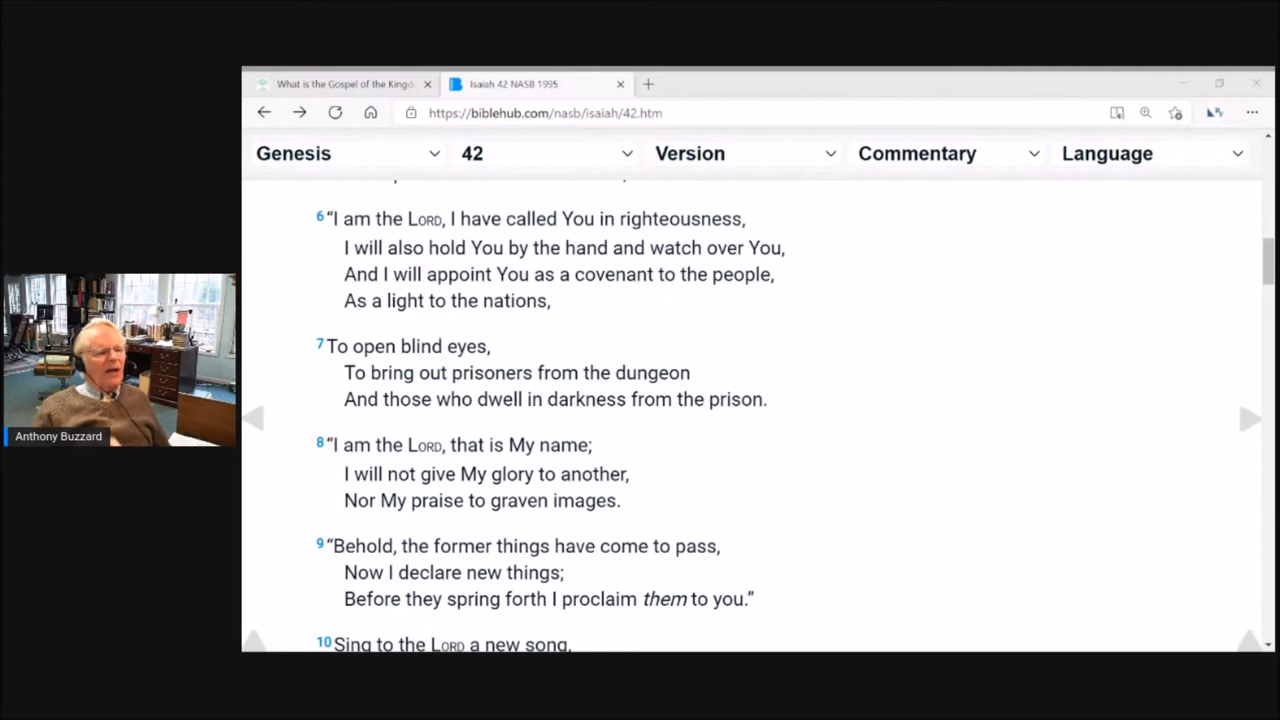 What is the Gospel of the Kingd
Isaiah 42 NASB 1995
https://biblehub.com/nasb/isaiah/42.htm
Genesis 42 Version Commentary Language
6 “I am the LORD, I have called You in righteousness,
I will also hold You by the hand and watch over You,
And I will appoint You as a covenant to the people,
As a light to the nations,
7 To open blind eyes,
To bring out prisoners from the dungeon
And those who dwell in darkness from the prison.
8 “I am the LORD, that is My name;
I will not give My glory to another,
Nor My praise to graven images.
9 “Behold, the former things have come to pass,
Now I declare new things;
Before they spring forth I proclaim them to you.”
10 Sing to the LORD a new song,
Anthony Buzzard